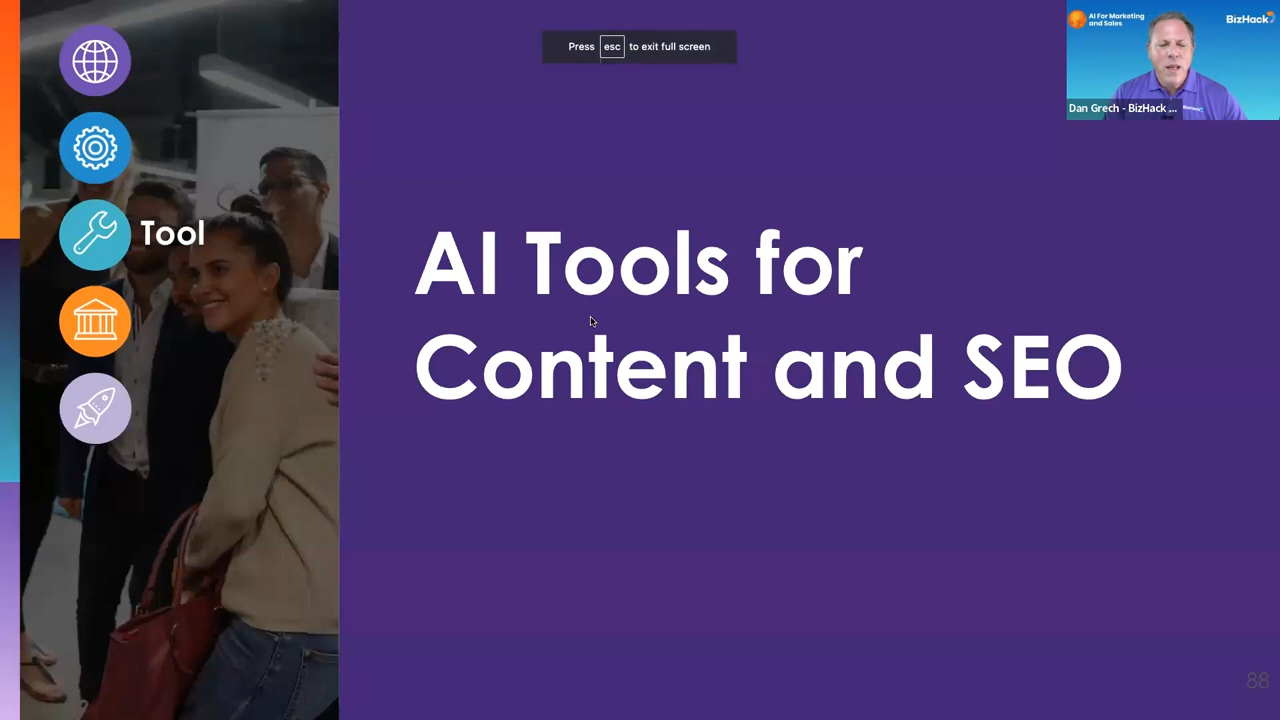 Press esc to exit full screen
AI For Marketing
and Sales
BizHack
Dan Grech - BizHack ...
Tool
AI Tools for
Content and SEO
88